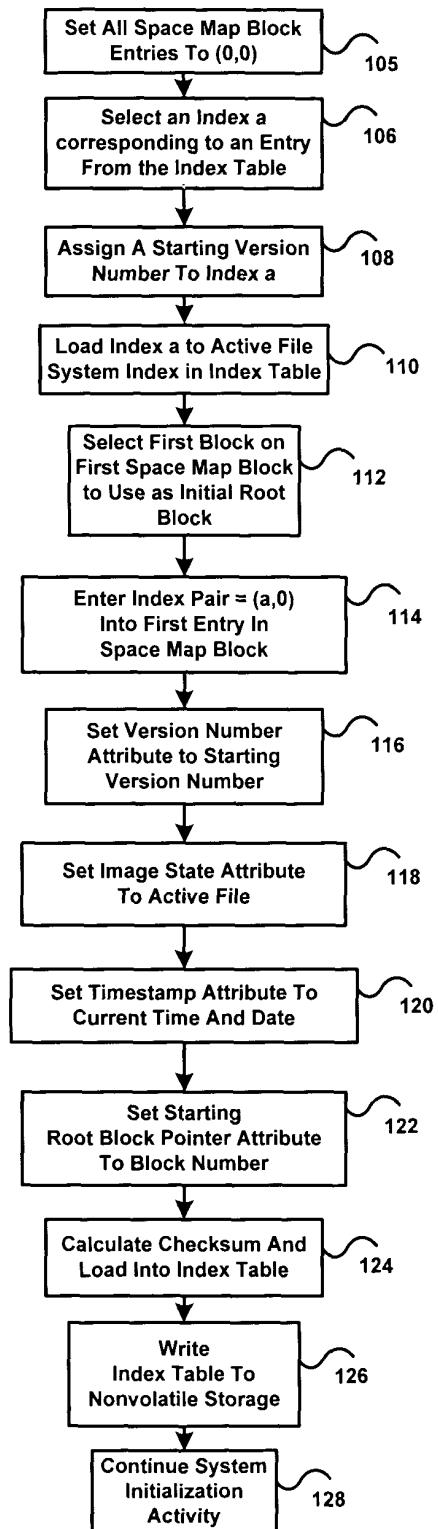 Set All Space Map Block
Entries To (0,0)
105
Select an Index a
corresponding to an Entry
From the Index Table
106
Assign A Starting Version
Number To Index a
108
Load Index a to Active File
System Index in Index Table
110
Select First Block on
First Space Map Block
to Use as Initial Root
Block
112
Enter Index Pair = (a,0)
Into First Entry In
Space Map Block
114
Set Version Number
Attribute to Starting
Version Number
116
Set Image State Attribute
To Active File
118
Set Timestamp Attribute To
Current Time And Date
120
Set Starting
Root Block Pointer Attribute
To Block Number
122
Calculate Checksum And
Load Into Index Table
124
Write
Index Table To
Nonvolatile Storage
126
Continue System
Initialization
Activity
128